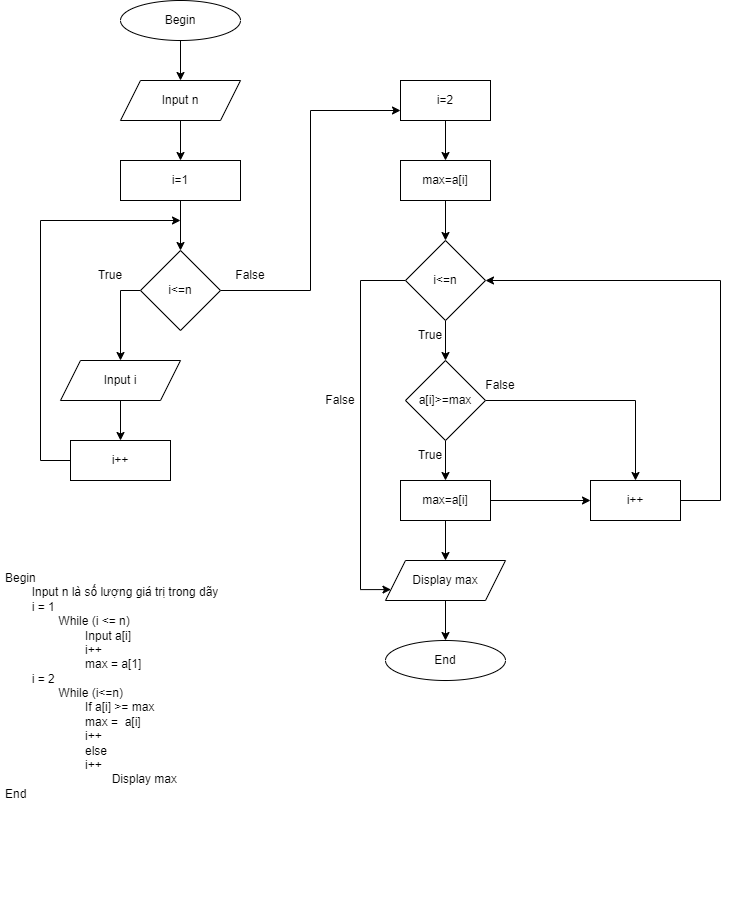 Begin
Input n
i=1
True
False
i<=n
Input i
i++
i=2
max=a[i]
i<=n
True
False
a[i]>=max
False
True
max=a[i]
i++
Display max
End
Begin
Input n là số lượng giá trị trong dãy
i = 1
While (i <= n)
Input a[i]
i++
max = a[1]
i = 2
While (i<=n)
If a[i] >= max
max =  a[i]
i++
else
i++
Display max
End